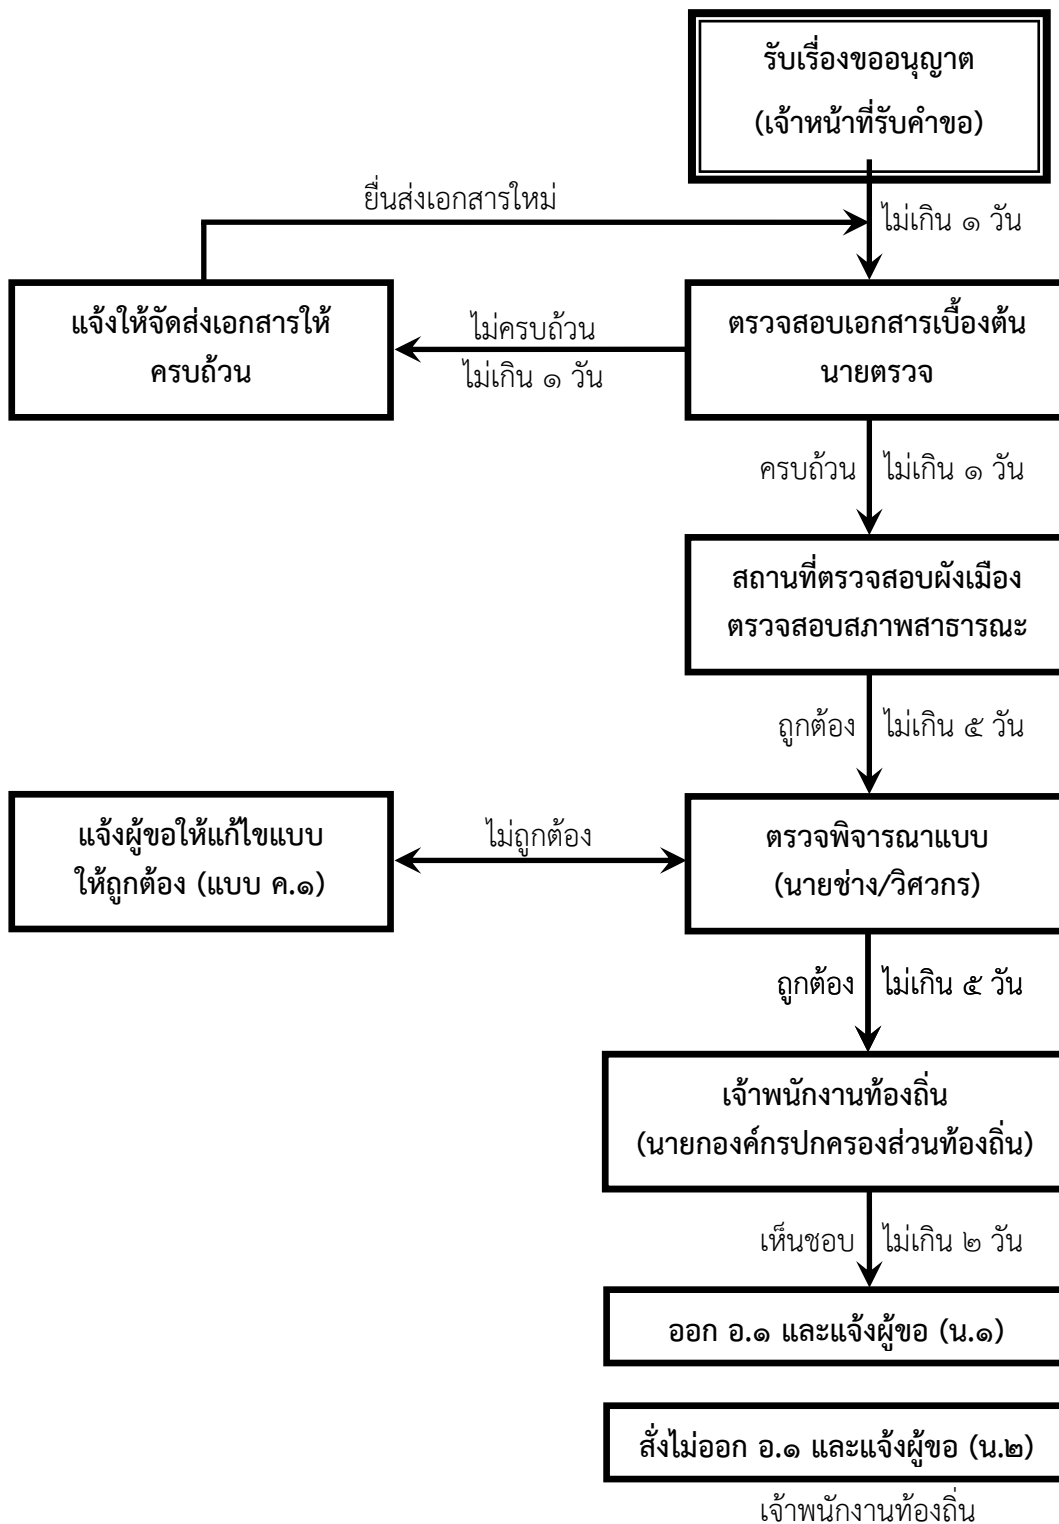 รับเรื่องขออนุญาต
(เจ้าหน้าที่รับคำขอ)
ยื่นส่งเอกสารใหม่
ไม่เกิน ๑ วัน
แจ้งให้จัดส่งเอกสารให้
ครบถ้วน
ไม่ครบถ้วน
ไม่เกิน ๑ วัน
ตรวจสอบเอกสารเบื้องต้น
นายตรวจ
ครบถ้วน ไม่เกิน ๑ วัน
สถานที่ตรวจสอบผังเมือง
ตรวจสอบสภาพสาธารณะ
ถูกต้อง ไม่เกิน ๕ วัน
แจ้งผู้ขอให้แก้ไขแบบ
ให้ถูกต้อง (แบบ ค.๑)
ไม่ถูกต้อง
ตรวจพิจารณาแบบ
(นายช่าง/วิศวกร)
ถูกต้อง ไม่เกิน ๕ วัน
เจ้าพนักงานท้องถิ่น
(นายกองค์กรปกครองส่วนท้องถิ่น)
เห็นชอบ ไม่เกิน ๒ วัน
ออก อ.๑ และแจ้งผู้ขอ (น.๑)
สั่งไม่ออก อ.๑ และแจ้งผู้ขอ (น.๒)
เจ้าพนักงานท้องถิ่น